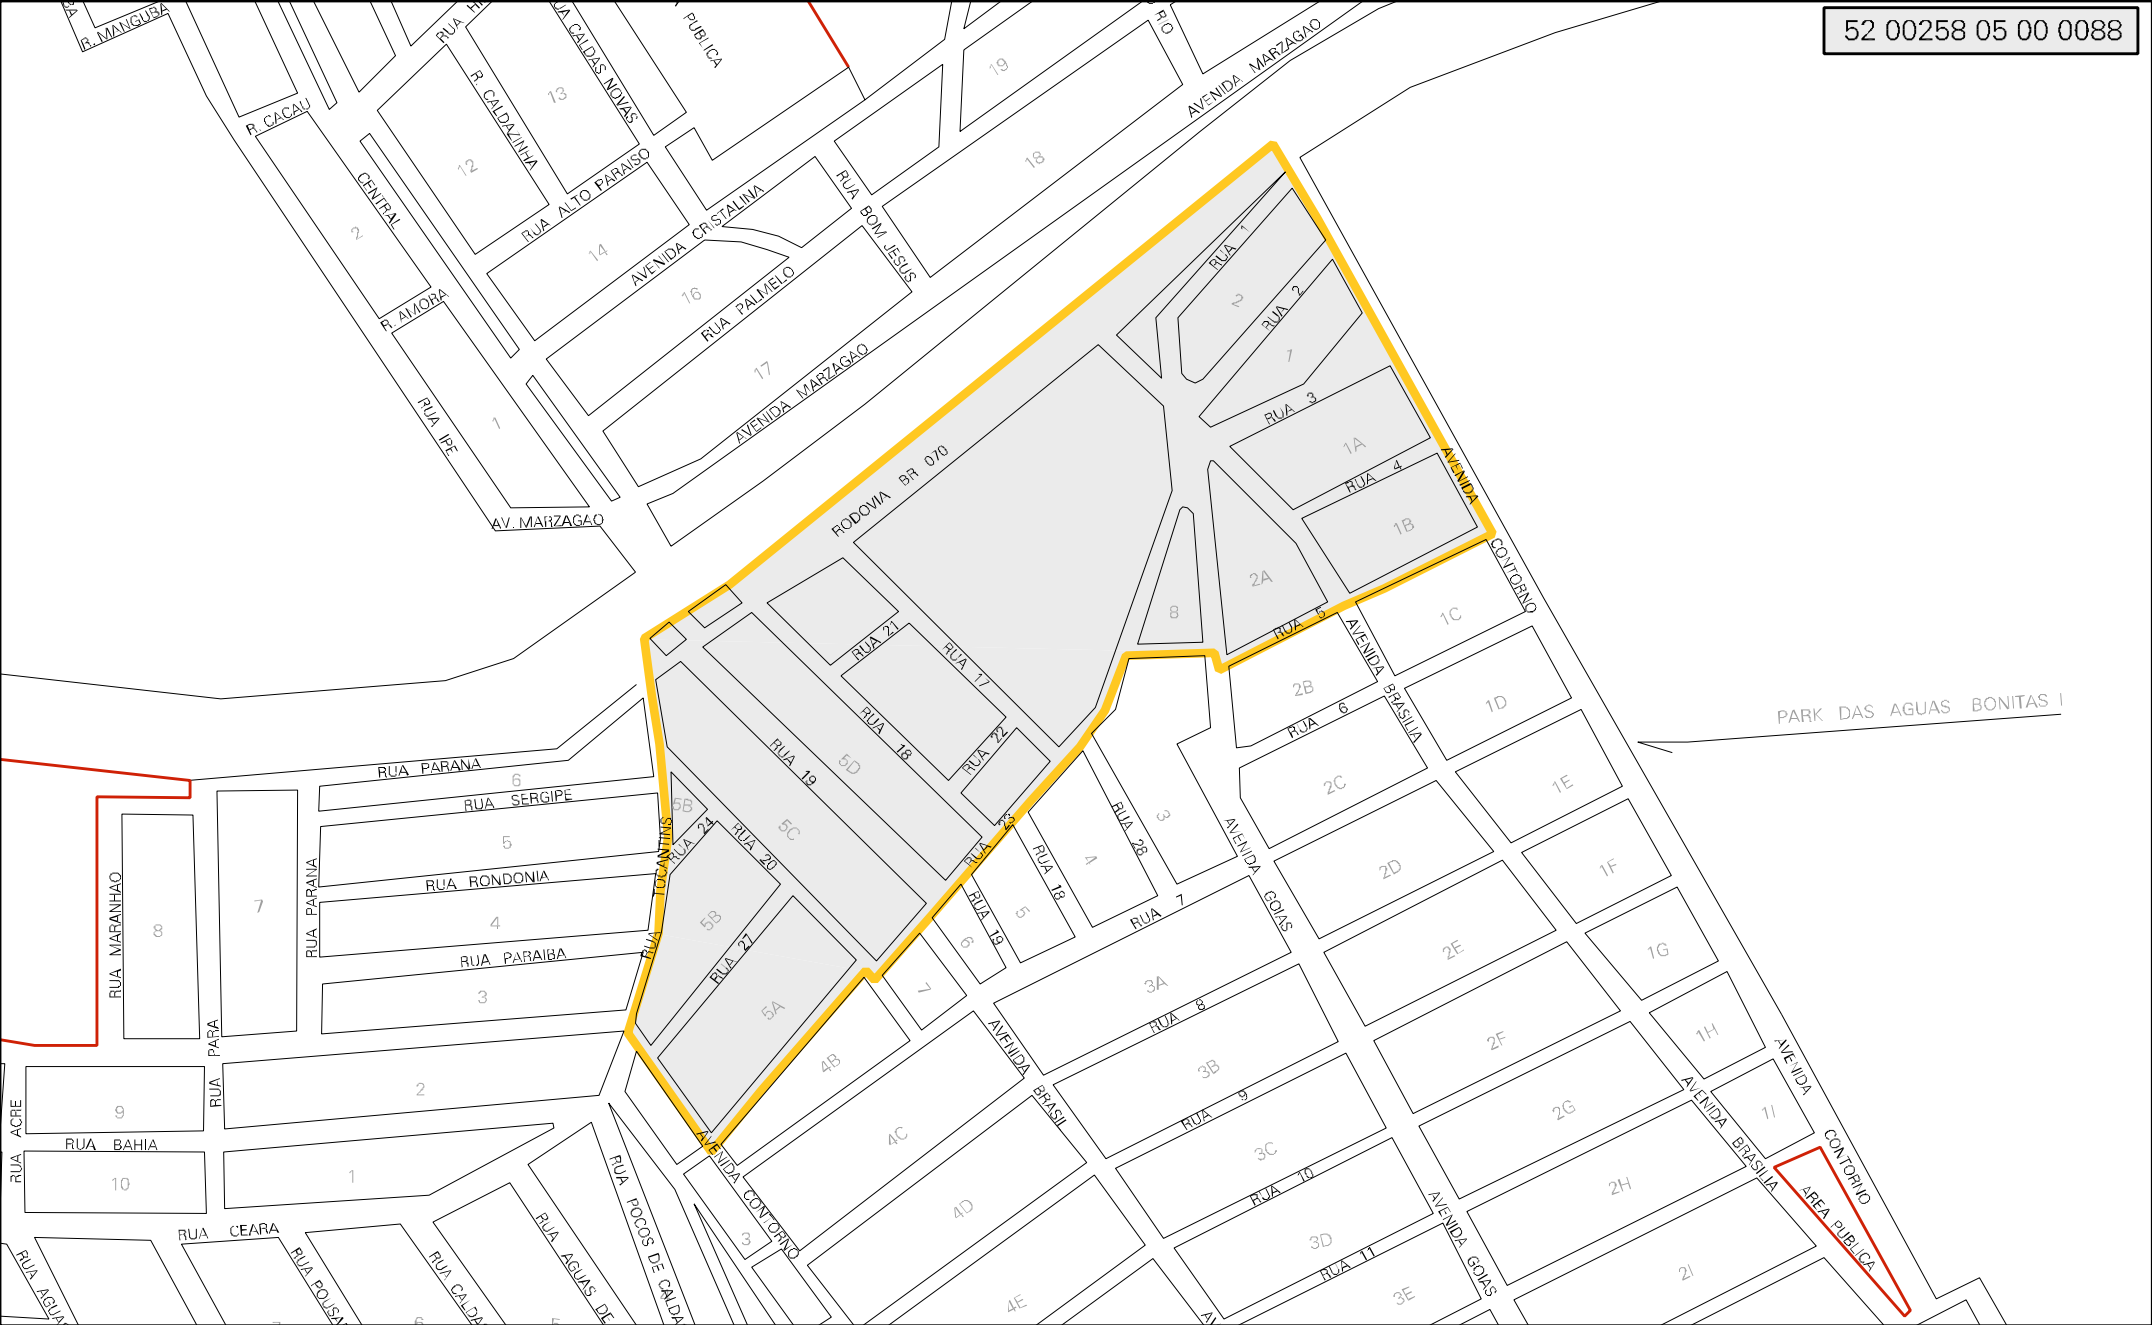 52 00258 05 00 0088
R. MANGUBA
RUA
CALDAS NOVAS
PUBLICA
RIO
AVENIDA MARZAGAO
R. CACAU
R. CALDAZINHA
13
19
12
18
CENTRAL
RUA ALTO PARAISO
2
14
AVENIDA CRISTALINA
RUA BOM JESUS
R. AMORA
16
RUA PALMELO
17
AVENIDA MARZAGAO
RUA IPE
1
AV. MARZAGAO
RODOVIA BR 070
RUA 1
2
RUA 2
1
RUA 3
1A
RUA 4
1B
AVENIDA CONTORNO
2A
8
RUA 5
1C
AVENIDA BRASILIA
2B
RUA 6
1D
PARK DAS AGUAS BONITAS I
RUA 21
RUA 17
RUA 18
RUA 22
5D
RUA 19
5C
5B
RUA 24
RUA 20
RUA 23
RUA TOCANTINS
5B
RUA 27
5A
RUA PARANA
6
RUA SERGIPE
5
RUA RONDONIA
4
RUA PARAIBA
3
RUA PARANA
7
8
RUA MARANHAO
RUA PARA
2C
1E
3
RUA 28
4
RUA 18
5
RUA 19
6
7
AVENIDA GOIAS
RUA 7
2D
1F
2E
1G
3A
RUA 8
2F
1H
4B
AVENIDA BRASIL
3B
RUA 9
2G
1I
AVENIDA CONTORNO
AVENIDA BRASILIA
AREA PUBLICA
4C
3C
RUA 10
2H
4D
3D
RUA 11
AVENIDA GOIAS
2I
4E
3E
AV
2
9
RUA ACRE
RUA BAHIA
10
1
RUA CEARA
AVENIDA CONTORNO
3
RUA POCOS DE CALDA
RUA AGUAS DE
RUA CALDA
RUA POUSA
RUA AGUA
6
5